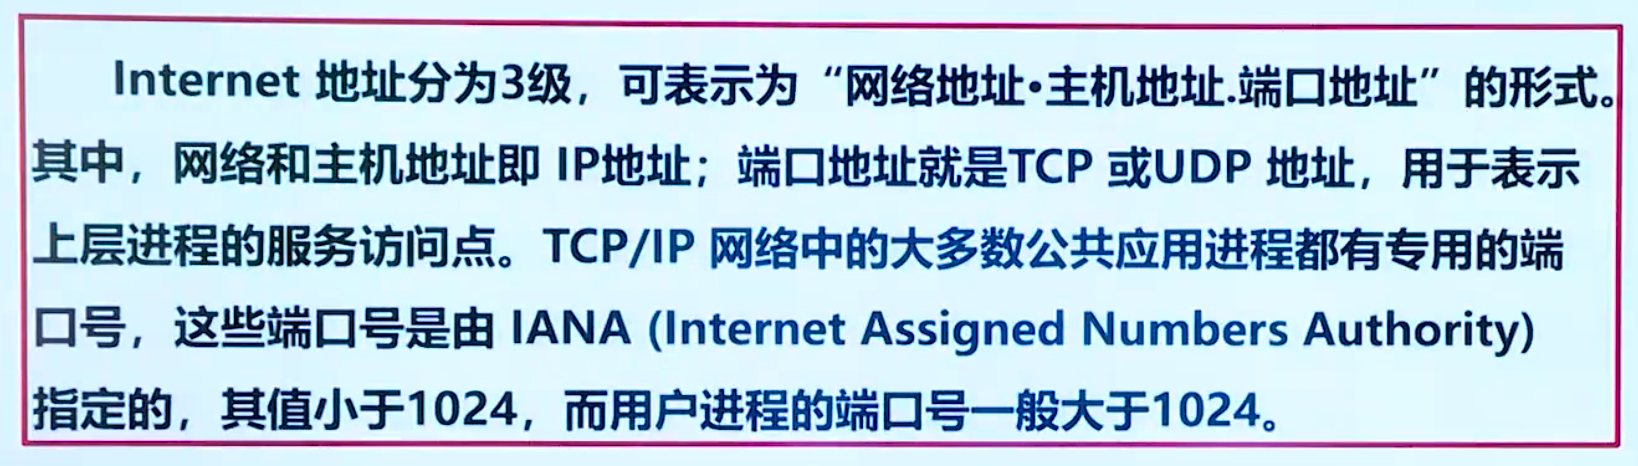 Internet 地址分为3级，可表示为“网络地址•主机地址.端口地址”的形式。
其中，网络和主机地址即 IP地址；端口地址就是TCP 或UDP 地址，用于表示
上层进程的服务访问点。TCP/IP 网络中的大多数公共应用进程都有专用的端
口号，这些端口号是由 IANA (Internet Assigned Numbers Authority)
指定的，其值小于1024，而用户进程的端口号一般大于1024。